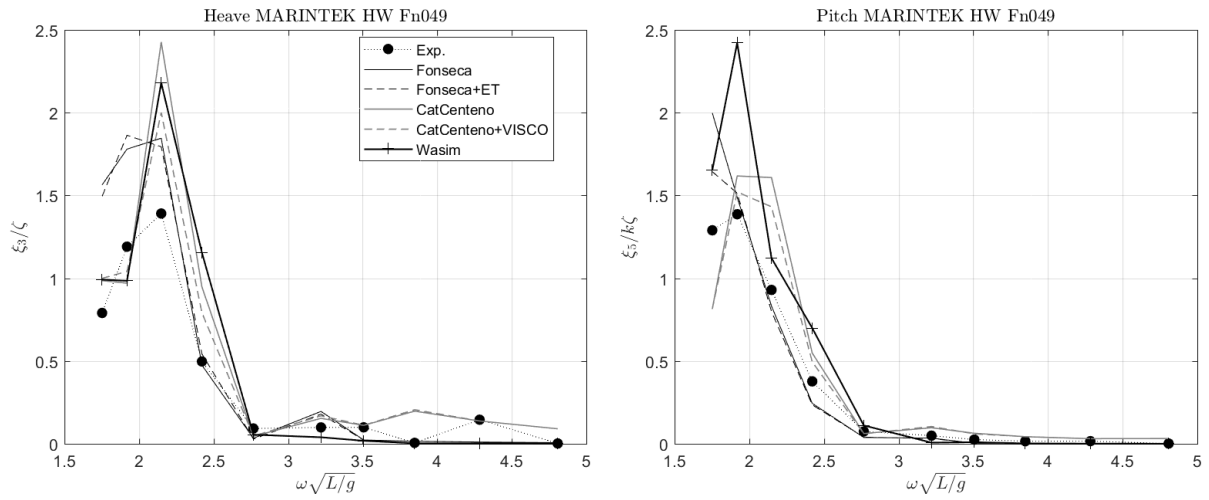 Heave MARINTEK HW Fn049
2.5
2
1.5
1
0.5
0
ξ₃/ζ
1.5 2 2.5 3 3.5 4 4.5 5
ω√L/g
Exp.
Fonseca
Fonseca+ET
CatCenteno
CatCenteno+VISCO
Wasim
Pitch MARINTEK HW Fn049
2.5
2
1.5
1
0.5
0
ξ₅/kζ
1.5 2 2.5 3 3.5 4 4.5 5
ω√L/g